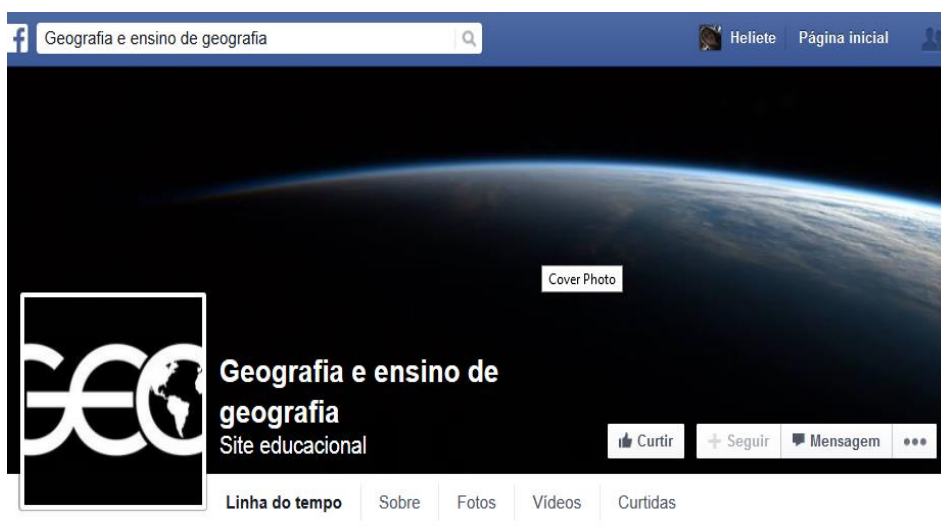 f Geografia e ensino de geografia Heliete Página inicial
Cover Photo
GEO
Geografia e ensino de
geografia
Site educacional
Curtir Seguir Mensagem
Linha do tempo Sobre Fotos Vídeos Curtidas